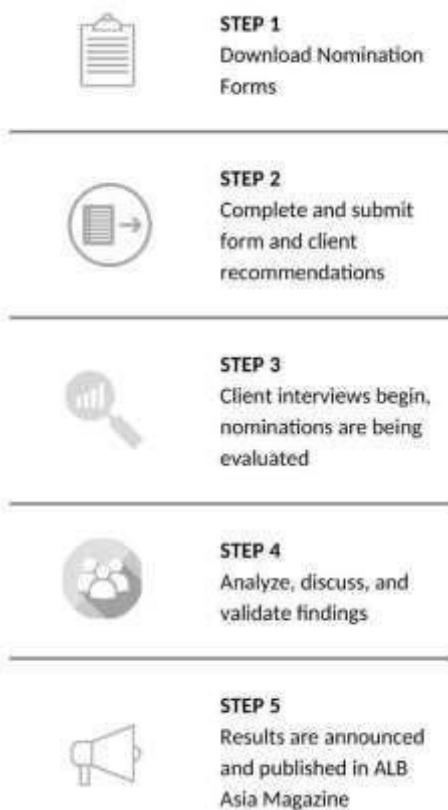 STEP 1
Download Nomination
Forms
STEP 2
Complete and submit
form and client
recommendations
STEP 3
Client interviews begin,
nominations are being
evaluated
STEP 4
Analyze, discuss, and
validate findings
STEP 5
Results are announced
and published in ALB
Asia Magazine